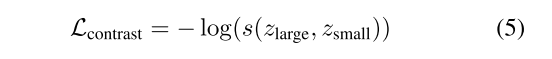 ℒ_contrast = − log(s(z_large, z_small)) (5)